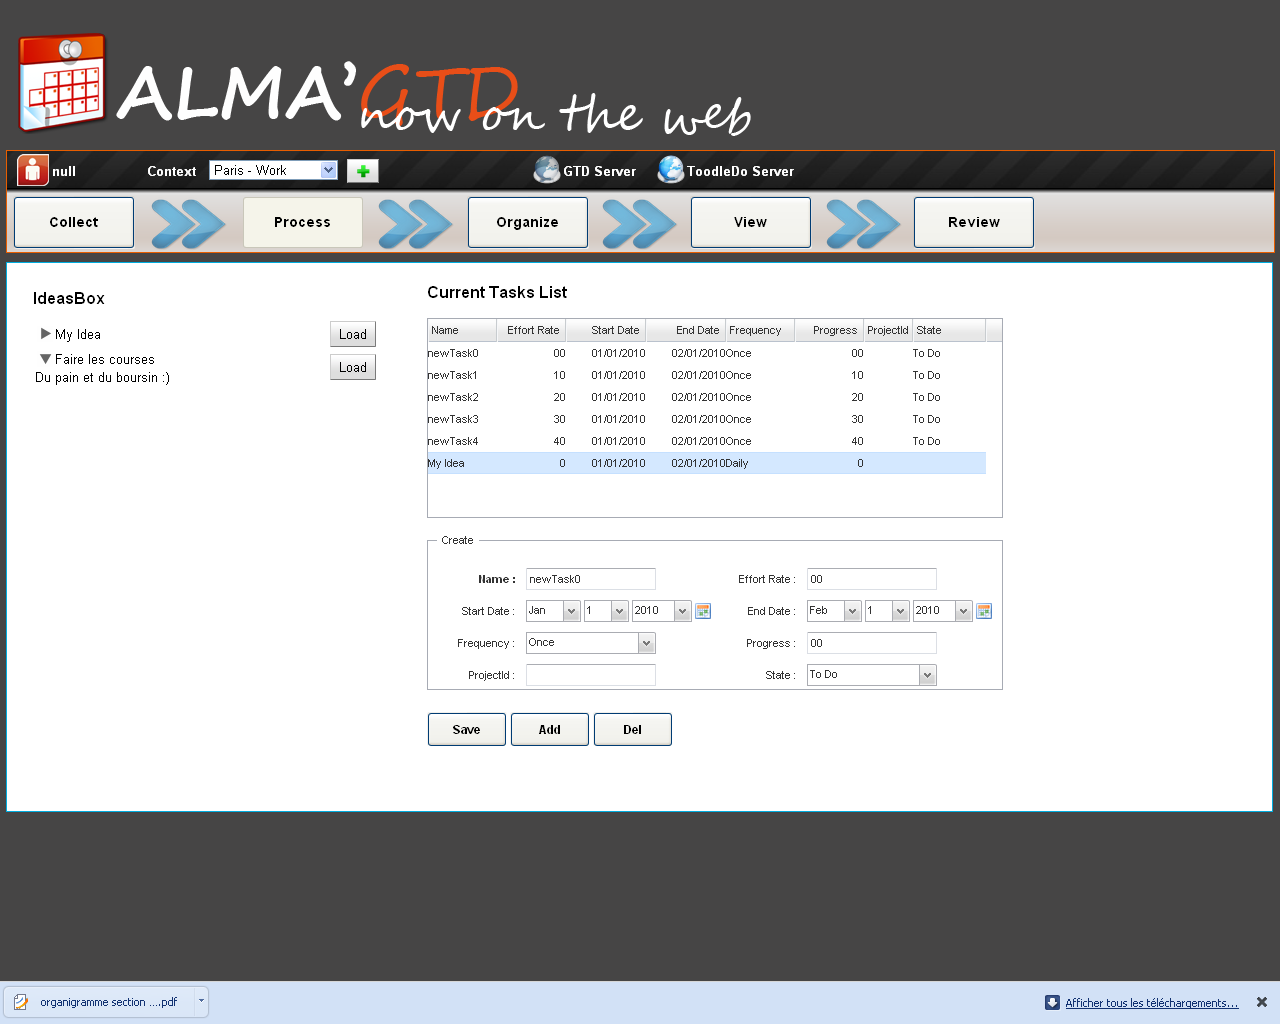 ALMA'GTD
now on the web
null Context Paris - Work GTD Server ToodleDo Server
Collect Process Organize View Review
IdeasBox
My Idea Load
Faire les courses Load
Du pain et du boursin :)
Current Tasks List
Name Effort Rate Start Date End Date Frequency Progress ProjectId State
newTask0 00 01/01/2010 02/01/2010 Once 00 To Do
newTask1 10 01/01/2010 02/01/2010 Once 10 To Do
newTask2 20 01/01/2010 02/01/2010 Once 20 To Do
newTask3 30 01/01/2010 02/01/2010 Once 30 To Do
newTask4 40 01/01/2010 02/01/2010 Once 40 To Do
My Idea 0 01/01/2010 02/01/2010 Daily 0
Create
Name : newTask0 Effort Rate : 00
Start Date : Jan 1 2010 End Date : Feb 1 2010
Frequency : Once Progress : 00
ProjectId : State : To Do
Save Add Del
organigramme section ....pdf Afficher tous les téléchargements...